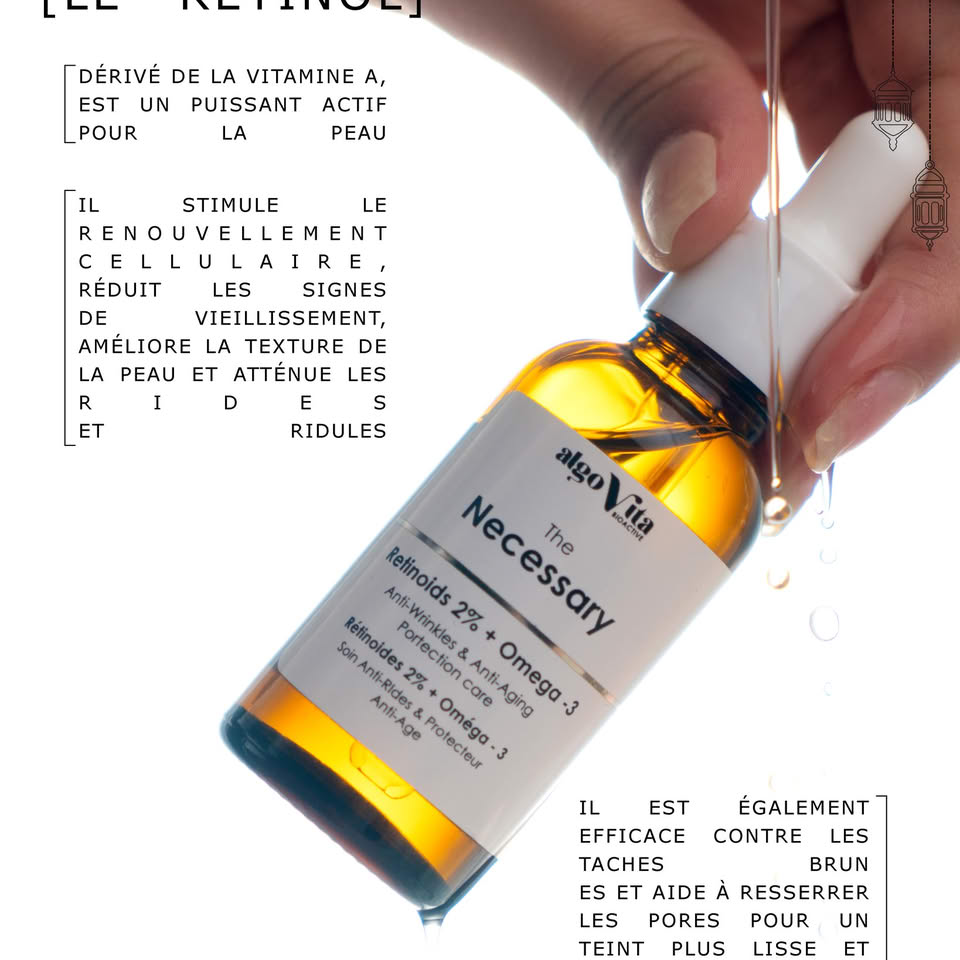 [LE RÉTINOL]
DÉRIVÉ DE LA VITAMINE A,
EST UN PUISSANT ACTIF
POUR LA PEAU
IL STIMULE LE
RENOUVELLEMENT
CELLULAIRE,
RÉDUIT LES SIGNES
DE VIEILLISSEMENT,
AMÉLIORE LA TEXTURE DE
LA PEAU ET ATTÉNUE LES
RIDES
ET RIDULES
algoVita
BIOACTIVE
The
Necessary
Retinoids 2% + Omega -3
Anti-Wrinkles & Anti-Aging
Portection care
Rétinoides 2% + Oméga - 3
Soin Anti-Rides & Protecteur
Anti-Age
IL EST ÉGALEMENT
EFFICACE CONTRE LES
TACHES BRUN
ES ET AIDE À RESSERRER
LES PORES POUR UN
TEINT PLUS LISSE ET